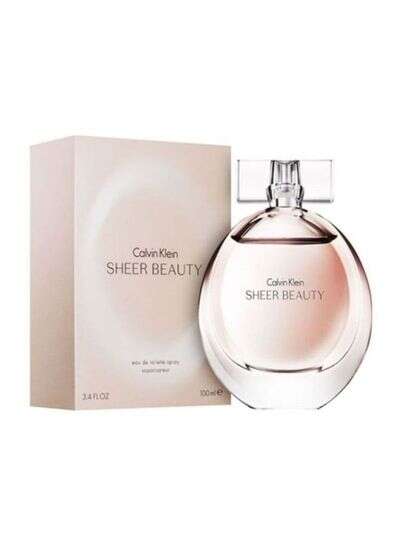 Calvin Klein
SHEER BEAUTY
eau de toilette spray
vaporisateur
3.4 FL OZ 100 ml ℮
Calvin Klein
SHEER BEAUTY